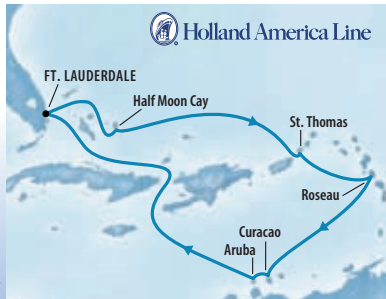 Holland America Line
FT. LAUDERDALE
Half Moon Cay
St. Thomas
Roseau
Curacao
Aruba